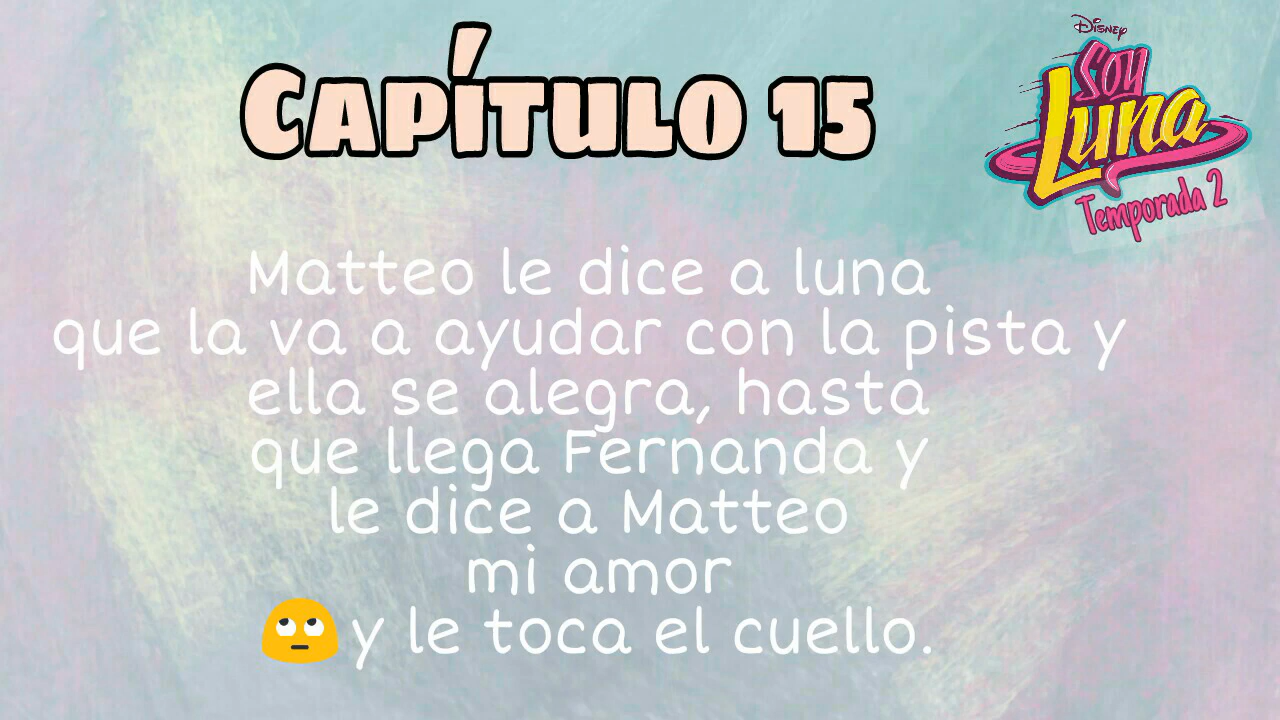 Capítulo 15
Disney
Soy
Luna
Temporada 2
Matteo le dice a luna
que la va a ayudar con la pista y
ella se alegra, hasta
que llega Fernanda y
le dice a Matteo
mi amor
🙄y le toca el cuello.